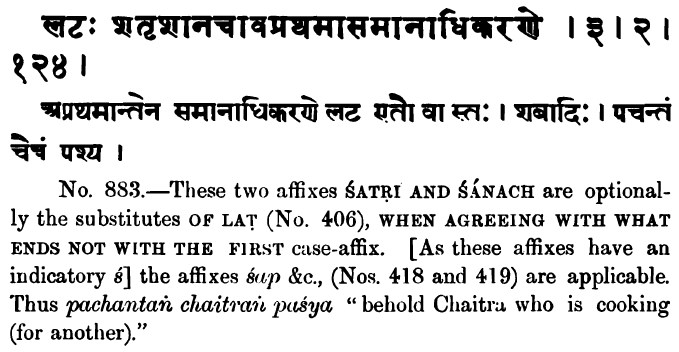 लटः शतृशानचावप्रथमासमानाधिकरणे । ३ । २ ।
१२४ ।
अप्रथमान्तेन समानाधिकरणे लट एतौ वा स्तः । शबादिः । पचन्तं
चैत्रं पश्य ।
No. 883.—These two affixes ŚATṚI AND ŚÁNACH are optional-
ly the substitutes OF LAṬ (No. 406), WHEN AGREEING WITH WHAT
ENDS NOT WITH THE FIRST case-affix. [As these affixes have an
indicatory ś] the affixes śap &c., (Nos. 418 and 419) are applicable.
Thus pachantaṅ chaitraṅ paśya “behold Chaitra who is cooking
(for another).”